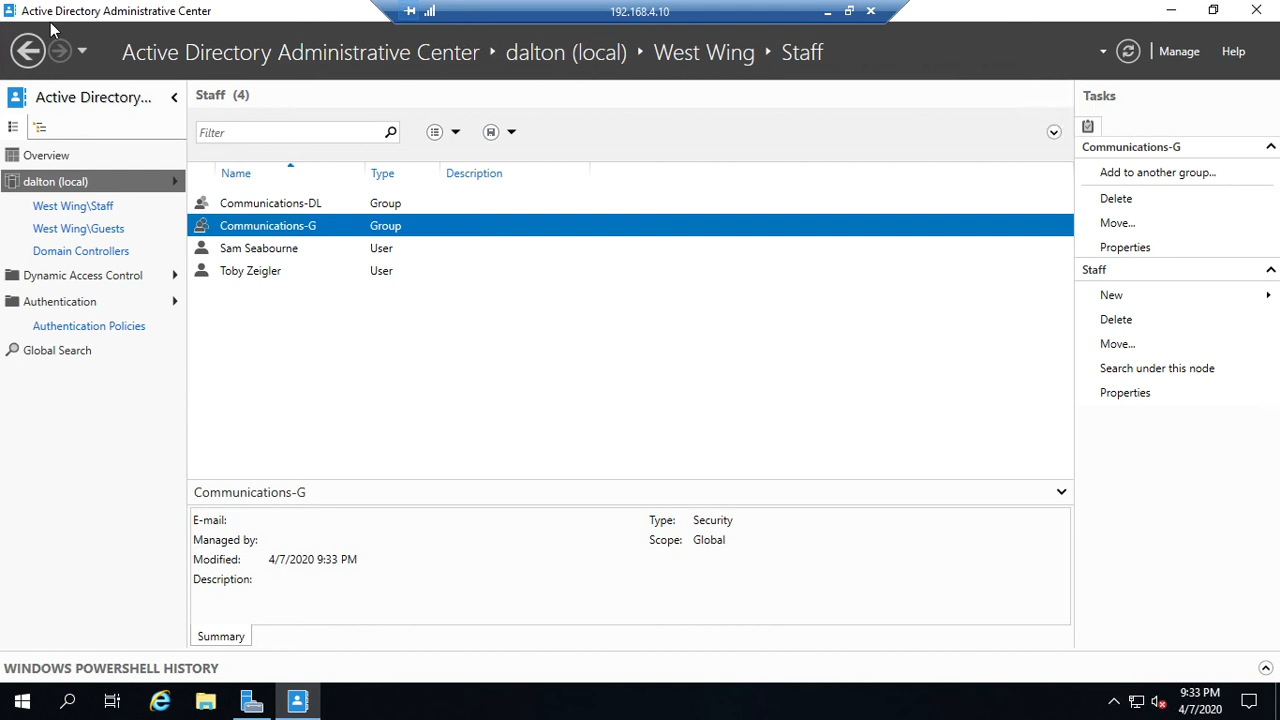 Active Directory Administrative Center
192.168.4.10
Active Directory Administrative Center • dalton (local) • West Wing • Staff
Manage
Help
Active Directory...
Overview
dalton (local)
West Wing\Staff
West Wing\Guests
Domain Controllers
Dynamic Access Control
Authentication
Authentication Policies
Global Search
Staff (4)
Filter
Name Type Description
Communications-DL Group
Communications-G Group
Sam Seabourne User
Toby Zeigler User
Communications-G
E-mail:
Managed by:
Modified: 4/7/2020 9:33 PM
Description:
Type: Security
Scope: Global
Summary
Tasks
Communications-G
Add to another group...
Delete
Move...
Properties
Staff
New
Delete
Move...
Search under this node
Properties
WINDOWS POWERSHELL HISTORY
9:33 PM
4/7/2020